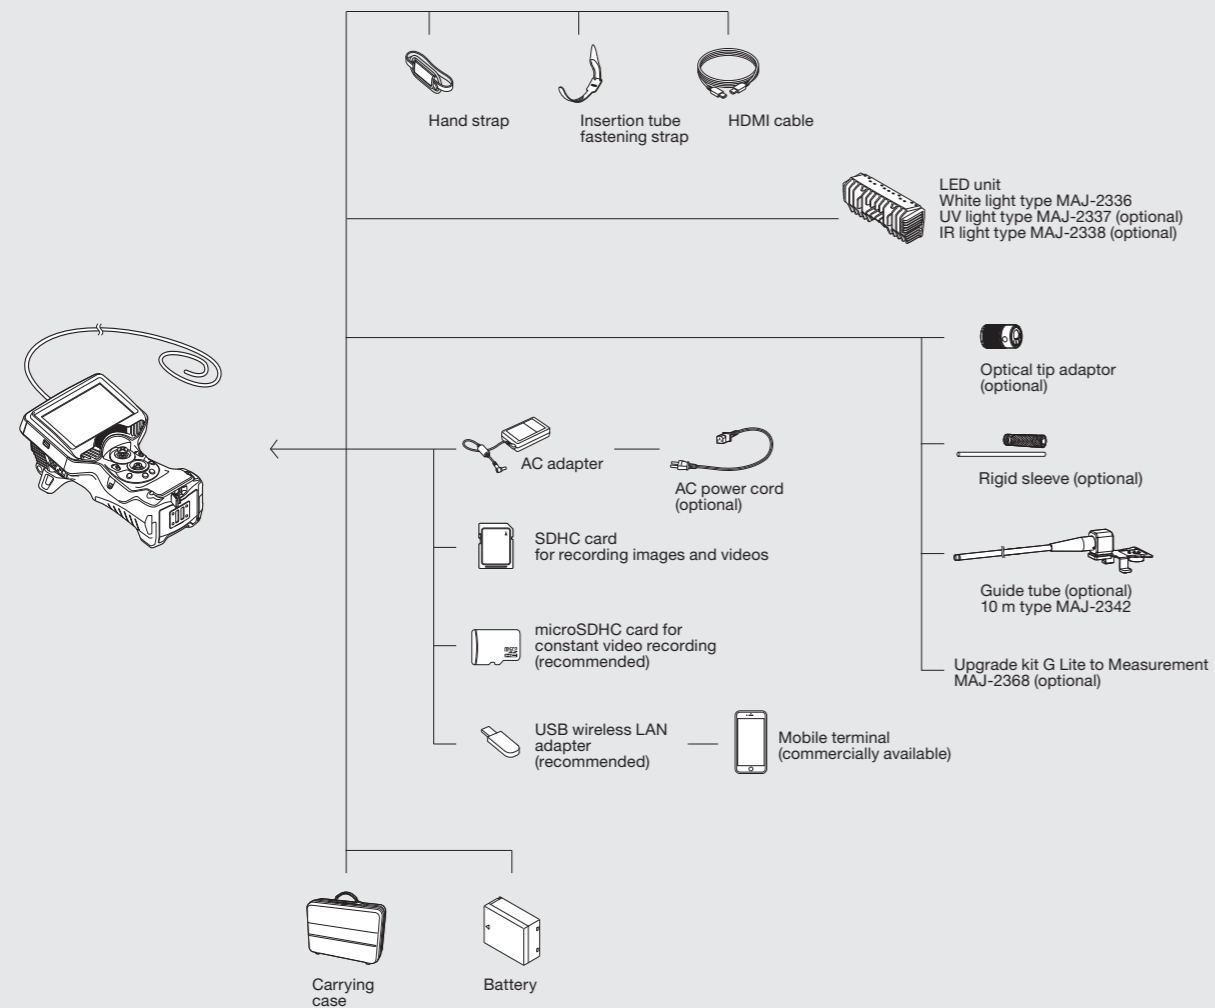 Hand strap
Insertion tube
fastening strap
HDMI cable
LED unit
White light type MAJ-2336
UV light type MAJ-2337 (optional)
IR light type MAJ-2338 (optional)
Optical tip adaptor
(optional)
AC adapter
AC power cord
(optional)
Rigid sleeve (optional)
SDHC card
for recording images and videos
Guide tube (optional)
10 m type MAJ-2342
microSDHC card for
constant video recording
(recommended)
Upgrade kit G Lite to Measurement
MAJ-2368 (optional)
USB wireless LAN
adapter
(recommended)
Mobile terminal
(commercially available)
Carrying
case
Battery